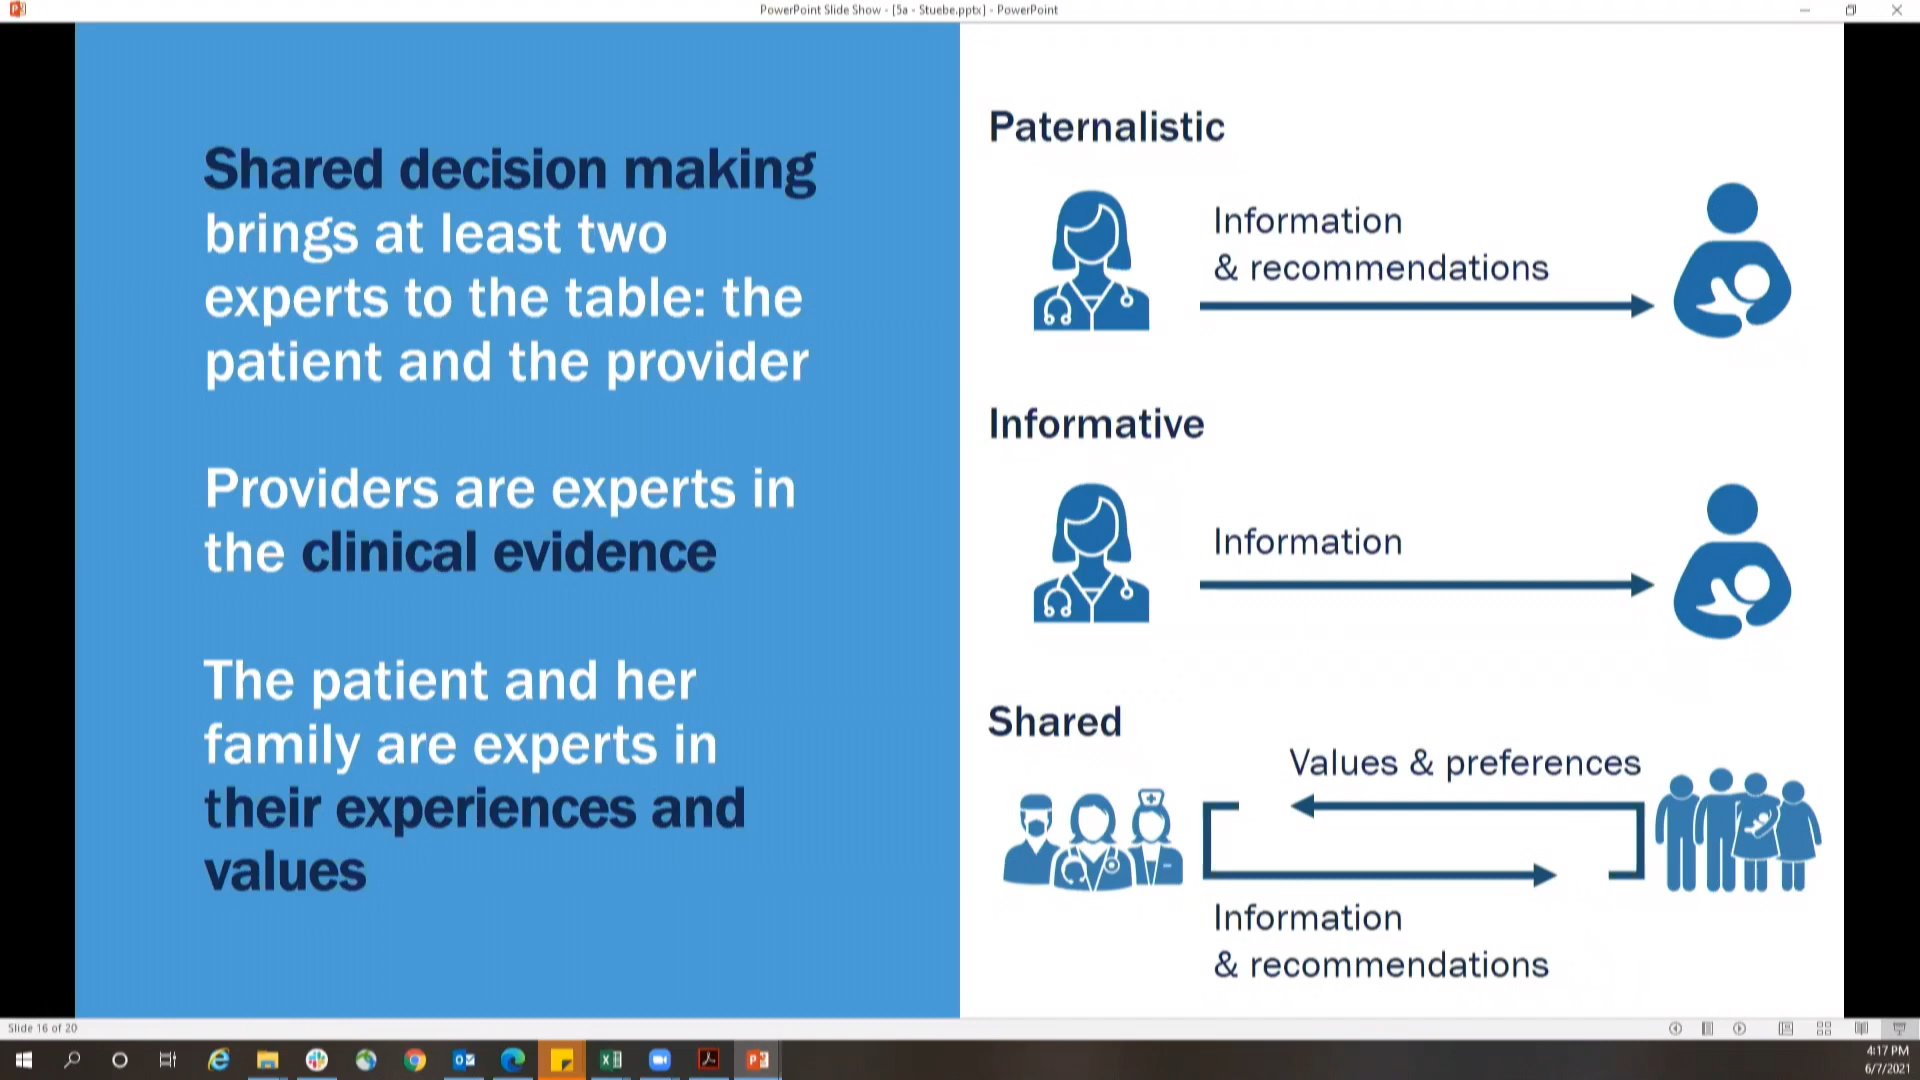 PowerPoint Slide Show - [5a - Stuebe.pptx] - PowerPoint
Shared decision making
brings at least two
experts to the table: the
patient and the provider
Providers are experts in
the clinical evidence
The patient and her
family are experts in
their experiences and
values
Paternalistic
Information
& recommendations
Informative
Information
Shared
Values & preferences
Information
& recommendations
Slide 16 of 20
4:17 PM
6/7/2021